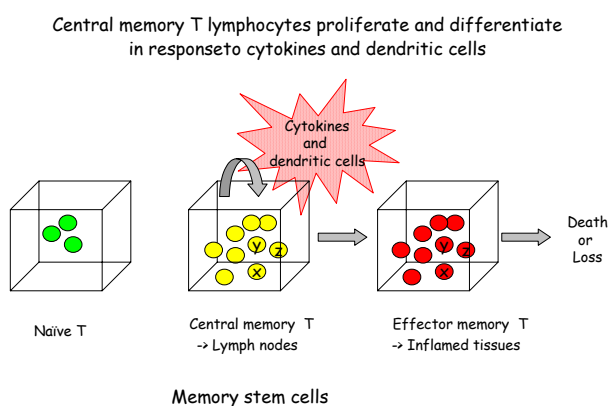 Central memory T lymphocytes proliferate and differentiate
in responseto cytokines and dendritic cells
Cytokines
and
dendritic cells
y
z
x
y
z
x
Death
or
Loss
Naïve T
Central memory T
-> Lymph nodes
Effector memory T
-> Inflamed tissues
Memory stem cells